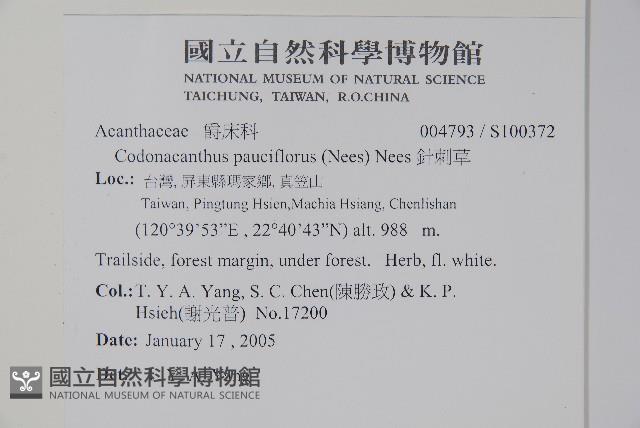 國立自然科學博物館
NATIONAL MUSEUM OF NATURAL SCIENCE
TAICHUNG, TAIWAN, R.O.CHINA
Acanthaceae 爵床科 004793 / S100372
Codonacanthus pauciflorus (Nees) Nees 針刺草
Loc.: 台灣, 屏東縣瑪家鄉, 真笠山
Taiwan, Pingtung Hsien,Machia Hsiang, Chenlishan
(120°39’53”E , 22°40’43”N) alt. 988 m.
Trailside, forest margin, under forest. Herb, fl. white.
Col.: T. Y. A. Yang, S. C. Chen(陳勝政) & K. P.
Hsieh(謝光普) No.17200
Date: January 17 , 2005
國立自然科學博物館
NATIONAL MUSEUM OF NATURAL SCIENCE